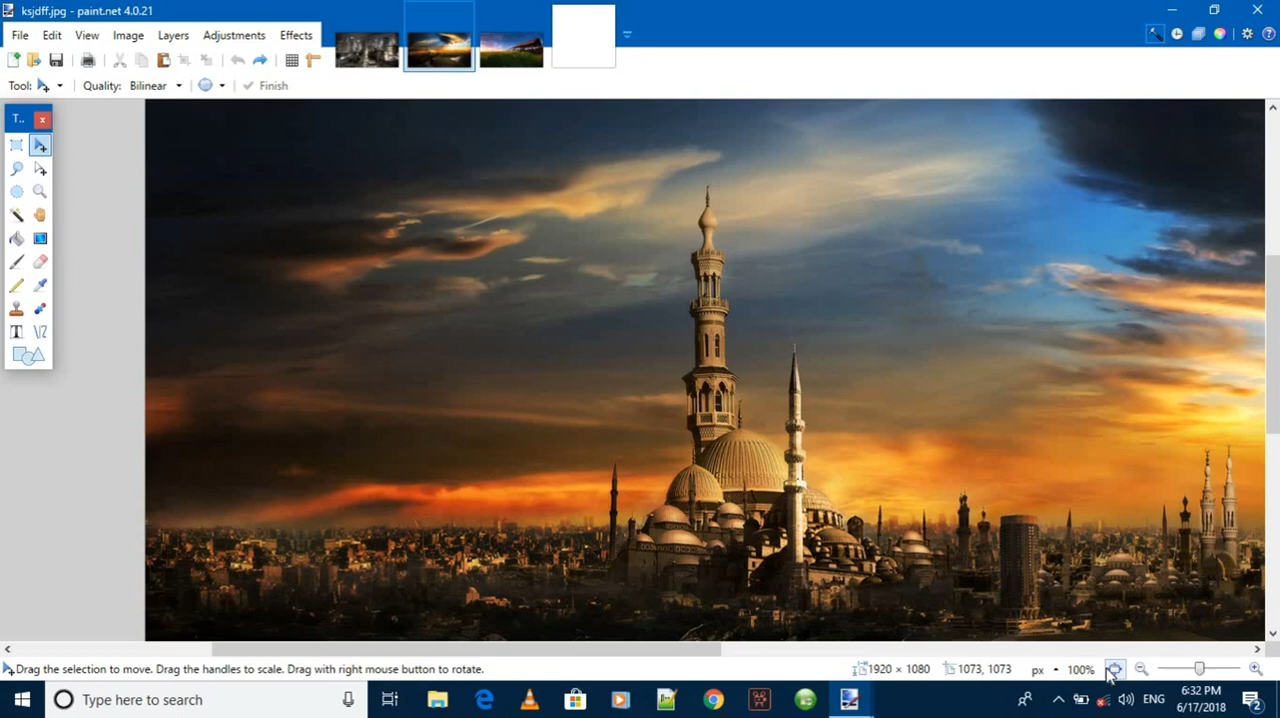 ksjdff.jpg - paint.net 4.0.21
File Edit View Image Layers Adjustments Effects
Tool: Quality: Bilinear Finish
T..
Drag the selection to move. Drag the handles to scale. Drag with right mouse button to rotate. 1920 × 1080 1073, 1073 px 100%
Type here to search ENG 6:32 PM
6/17/2018 2